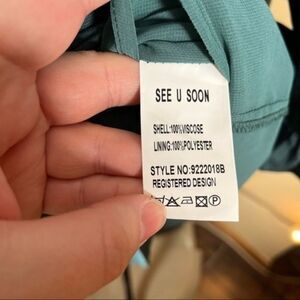 SEE U SOON
SHELL:100%VISCOSE
LINING:100%POLYESTER
STYLE NO:9222018B
REGISTERED DESIGN